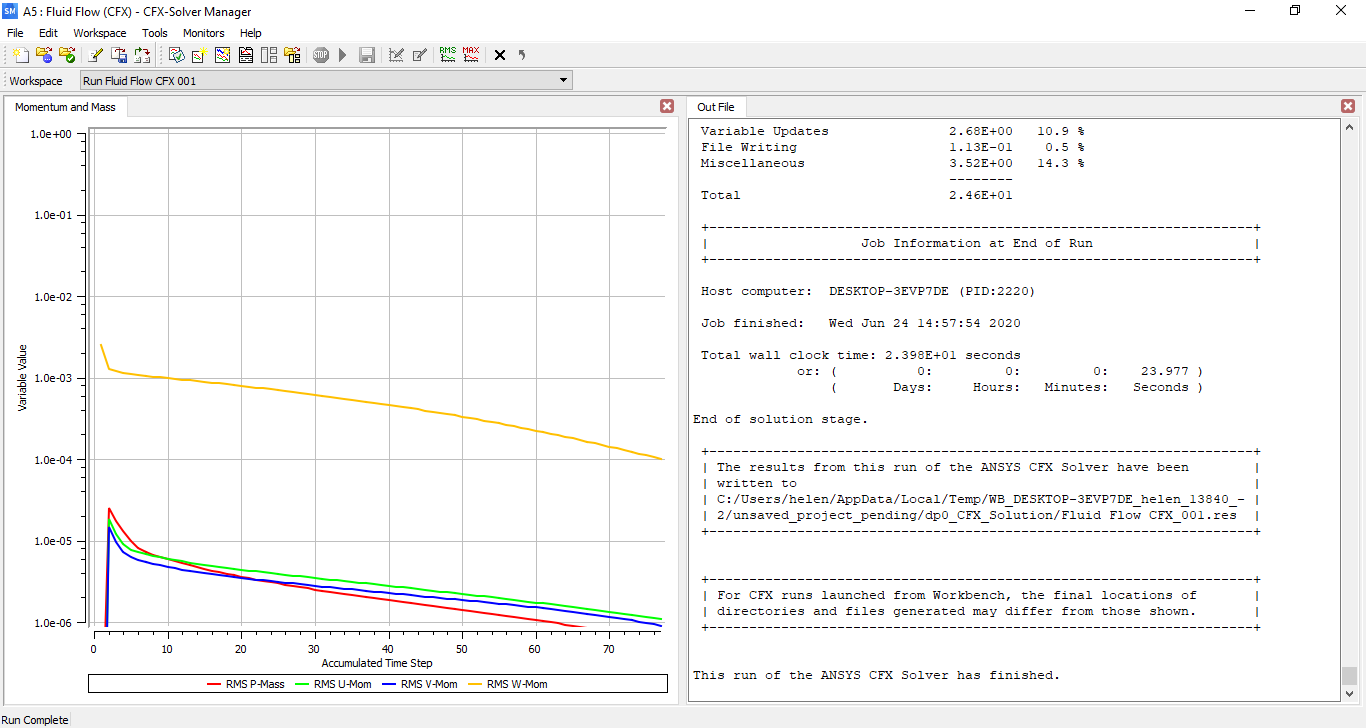 SM A5 : Fluid Flow (CFX) - CFX-Solver Manager
File Edit Workspace Tools Monitors Help
STOP RMS MAX
Workspace Run Fluid Flow CFX 001
Momentum and Mass
1.0e+00
1.0e-01
1.0e-02
1.0e-03
1.0e-04
1.0e-05
1.0e-06
Variable Value
0 10 20 30 40 50 60 70
Accumulated Time Step
RMS P-Mass RMS U-Mom RMS V-Mom RMS W-Mom
Out File
Variable Updates 2.68E+00 10.9 %
File Writing 1.13E-01 0.5 %
Miscellaneous 3.52E+00 14.3 %
--------
Total 2.46E+01
+--------------------------------------------------------------------+
| Job Information at End of Run |
+--------------------------------------------------------------------+
Host computer: DESKTOP-3EVP7DE (PID:2220)
Job finished: Wed Jun 24 14:57:54 2020
Total wall clock time: 2.398E+01 seconds
or: ( 0: 0: 0: 23.977 )
( Days: Hours: Minutes: Seconds )
End of solution stage.
+--------------------------------------------------------------------+
| The results from this run of the ANSYS CFX Solver have been |
| written to |
| C:/Users/helen/AppData/Local/Temp/WB_DESKTOP-3EVP7DE_helen_13840_- |
| 2/unsaved_project_pending/dp0_CFX_Solution/Fluid Flow CFX_001.res |
+--------------------------------------------------------------------+
+--------------------------------------------------------------------+
| For CFX runs launched from Workbench, the final locations of |
| directories and files generated may differ from those shown. |
+--------------------------------------------------------------------+
This run of the ANSYS CFX Solver has finished.
Run Complete